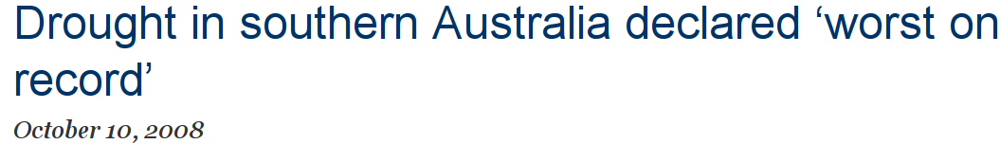 Drought in southern Australia declared ‘worst on
record’
October 10, 2008